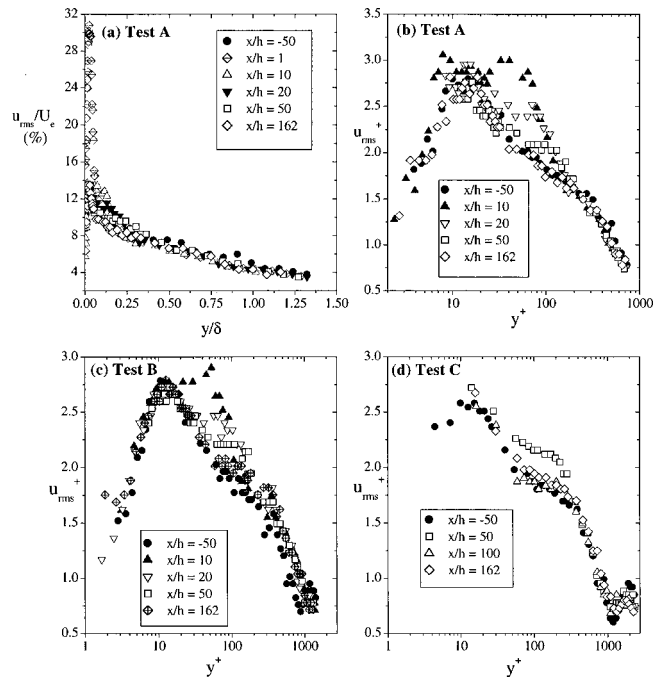 (a) Test A
32
28
24
20
16
12
8
4
u_rms/U_e
(%)
x/h = -50
x/h = 1
x/h = 10
x/h = 20
x/h = 50
x/h = 162
0.00 0.25 0.50 0.75 1.00 1.25 1.50
y/δ
(b) Test A
3.5
3.0
2.5
2.0
1.5
1.0
0.5
u_rms^+
x/h = -50
x/h = 10
x/h = 20
x/h = 50
x/h = 162
10 100 1000
y^+
(c) Test B
3.0
2.5
2.0
1.5
1.0
0.5
u_rms^+
x/h = -50
x/h = 10
x/h = 20
x/h = 50
x/h = 162
1 10 100 1000
y^+
(d) Test C
3.0
2.5
2.0
1.5
1.0
0.5
u_rms^+
x/h = -50
x/h = 50
x/h = 100
x/h = 162
1 10 100 1000
y^+